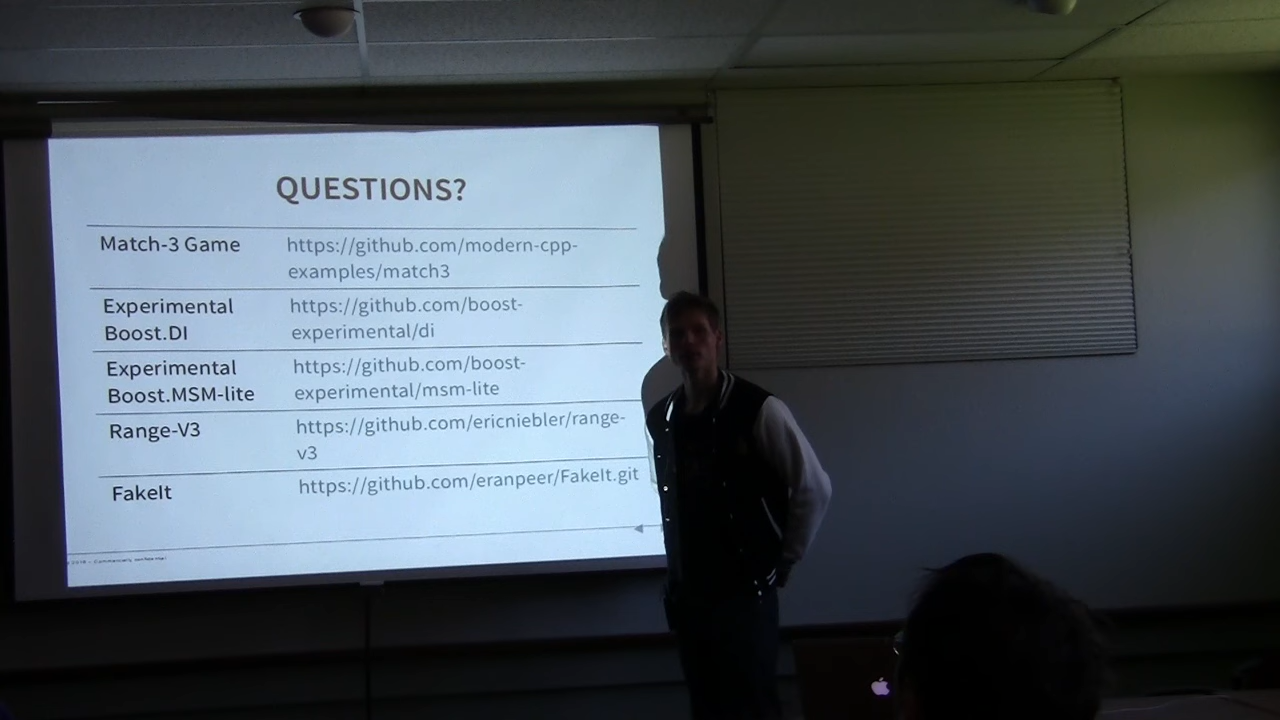 QUESTIONS?
Match-3 Game
https://github.com/modern-cpp-
examples/match3
Experimental
Boost.DI
https://github.com/boost-
experimental/di
Experimental
Boost.MSM-lite
https://github.com/boost-
experimental/msm-lite
Range-V3
https://github.com/ericniebler/range-
v3
FakeIt
https://github.com/eranpeer/FakeIt.git